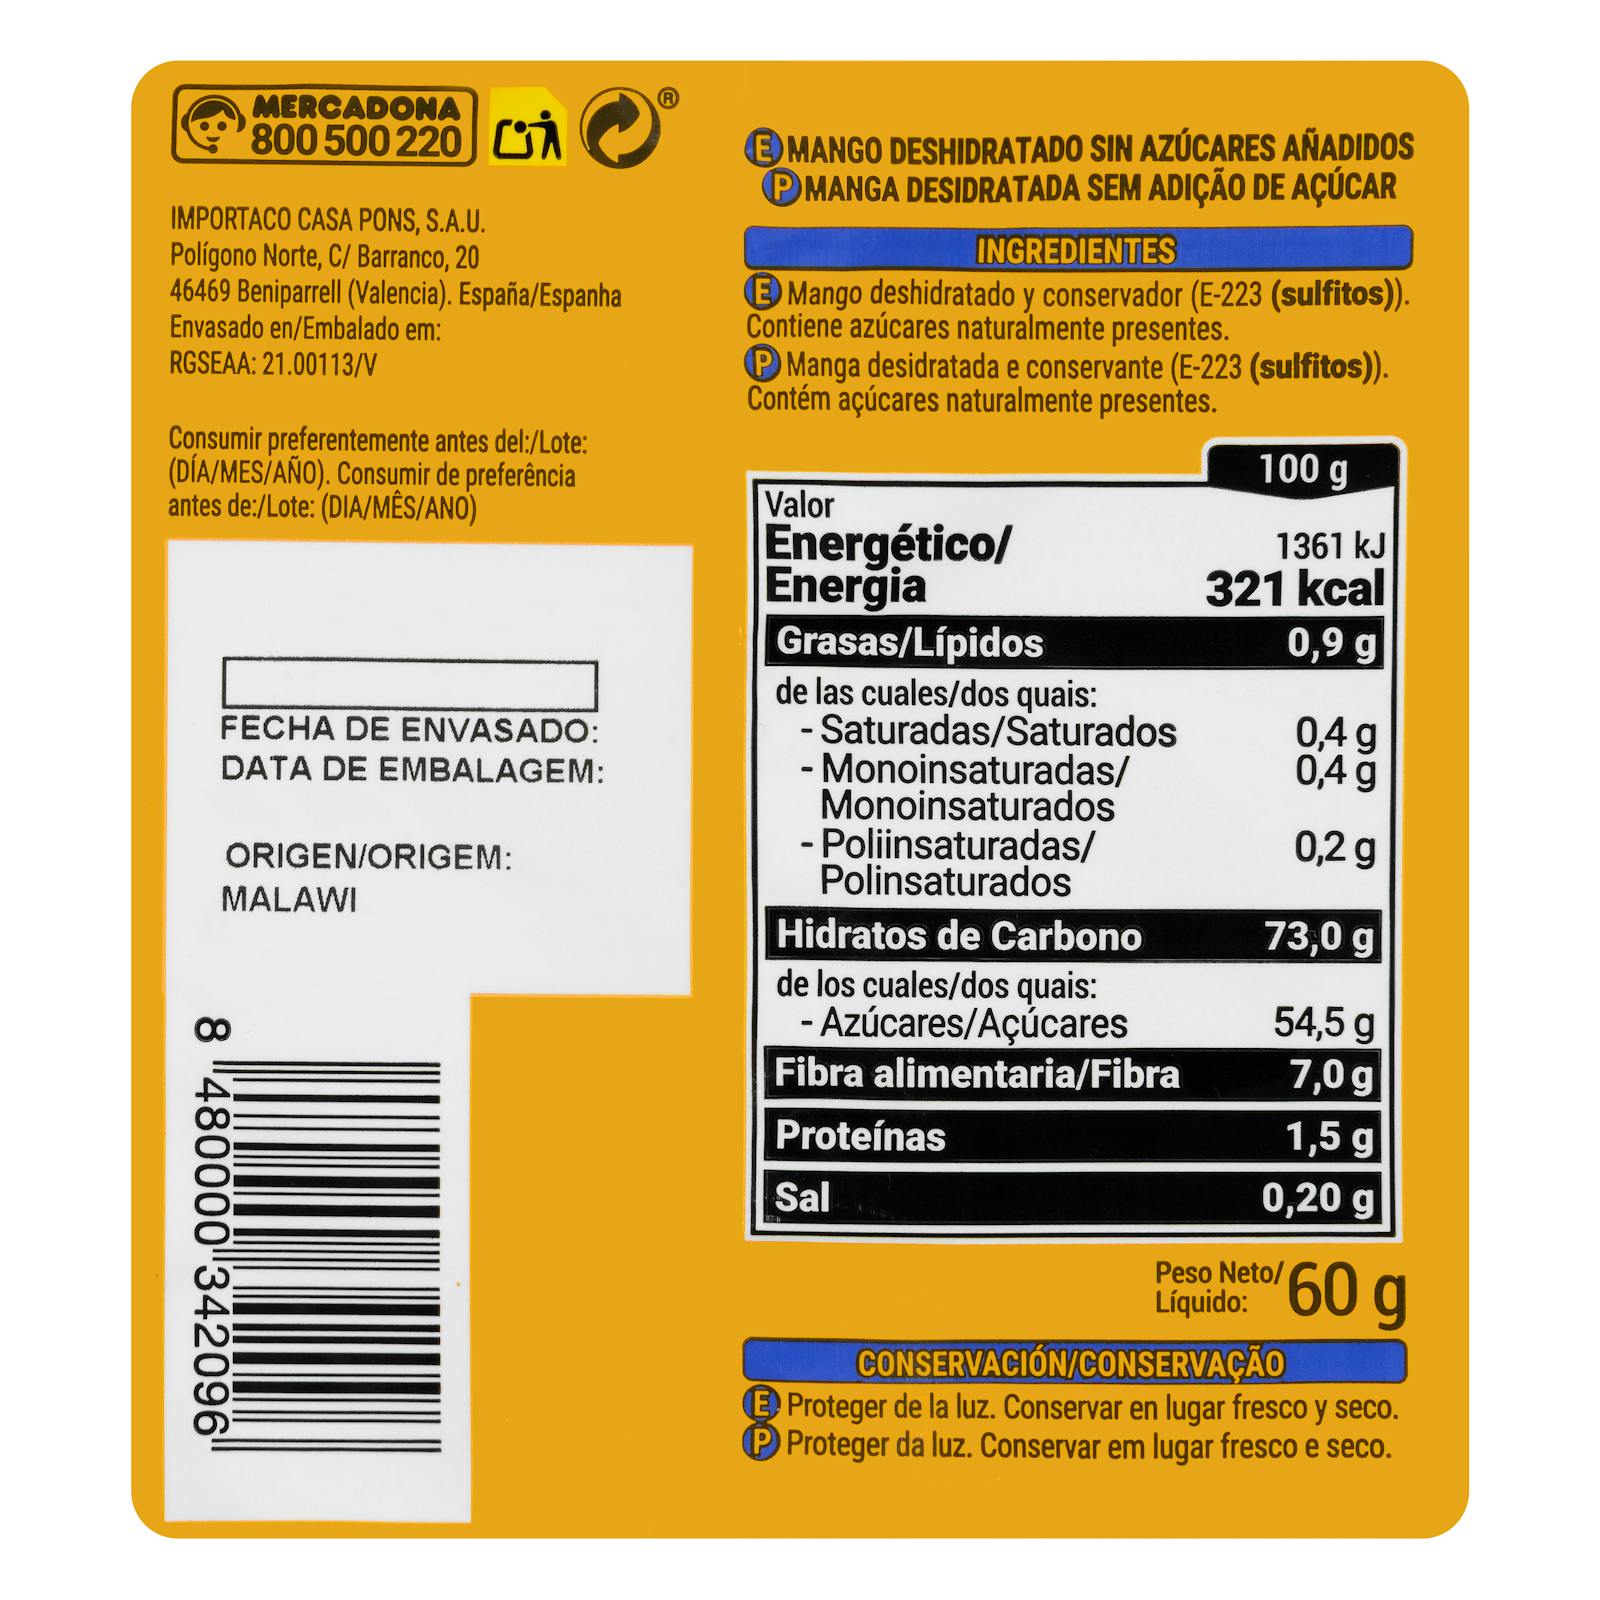 MERCADONA
800 500 220
®
IMPORTACO CASA PONS, S.A.U.
Polígono Norte, C/ Barranco, 20
46469 Beniparrell (Valencia). España/Espanha
Envasado en/Embalado em:
RGSEAA: 21.00113/V
Consumir preferentemente antes del:/Lote:
(DÍA/MES/AÑO). Consumir de preferência
antes de:/Lote: (DIA/MÊS/ANO)
FECHA DE ENVASADO:
DATA DE EMBALAGEM:
ORIGEN/ORIGEM:
MALAWI
8 480000 342096
E MANGO DESHIDRATADO SIN AZÚCARES AÑADIDOS
P MANGA DESIDRATADA SEM ADIÇÃO DE AÇÚCAR
INGREDIENTES
E Mango deshidratado y conservador (E-223 (sulfitos)).
Contiene azúcares naturalmente presentes.
P Manga desidratada e conservante (E-223 (sulfitos)).
Contém açúcares naturalmente presentes.
100 g
Valor
Energético/ 1361 kJ
Energia 321 kcal
Grasas/Lípidos 0,9 g
de las cuales/dos quais:
- Saturadas/Saturados 0,4 g
- Monoinsaturadas/ 0,4 g
Monoinsaturados
- Poliinsaturadas/ 0,2 g
Polinsaturados
Hidratos de Carbono 73,0 g
de los cuales/dos quais:
- Azúcares/Açúcares 54,5 g
Fibra alimentaria/Fibra 7,0 g
Proteínas 1,5 g
Sal 0,20 g
Peso Neto/ 60 g
Líquido:
CONSERVACIÓN/CONSERVAÇÃO
E Proteger de la luz. Conservar en lugar fresco y seco.
P Proteger da luz. Conservar em lugar fresco e seco.